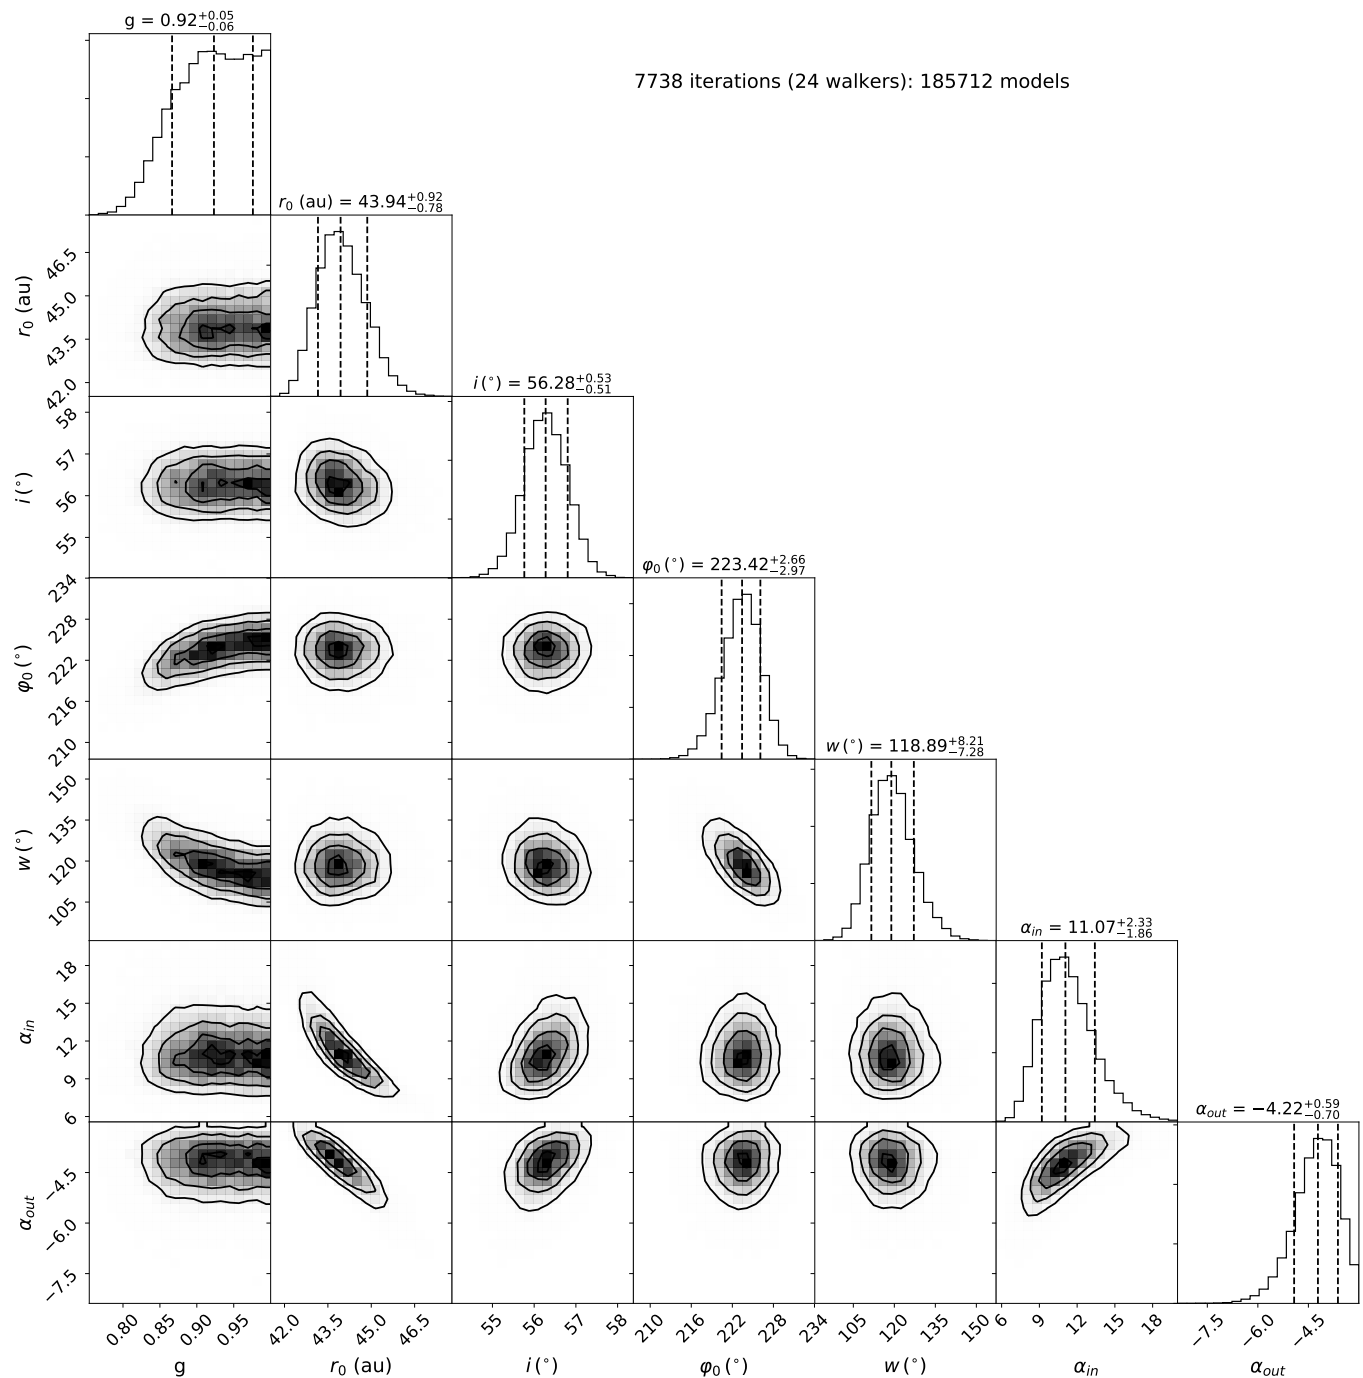 g = 0.92+0.05−0.06
7738 iterations (24 walkers): 185712 models
r0 (au) = 43.94+0.92−0.78
r0 (au)
46.5
45.0
43.5
42.0
i (°) = 56.28+0.53−0.51
i (°)
58
57
56
55
φ0 (°) = 223.42+2.66−2.97
φ0 (°)
234
228
222
216
210
w (°) = 118.89+8.21−7.28
w (°)
150
135
120
105
αin = 11.07+2.33−1.86
αin
18
15
12
9
6
αout = −4.22+0.59−0.70
αout
−4.5
−6.0
−7.5
0.80 0.85 0.90 0.95 42.0 43.5 45.0 46.5 55 56 57 58 210 216 222 228 234 105 120 135 150 6 9 12 15 18 −7.5 −6.0 −4.5
g r0 (au) i (°) φ0 (°) w (°) αin αout